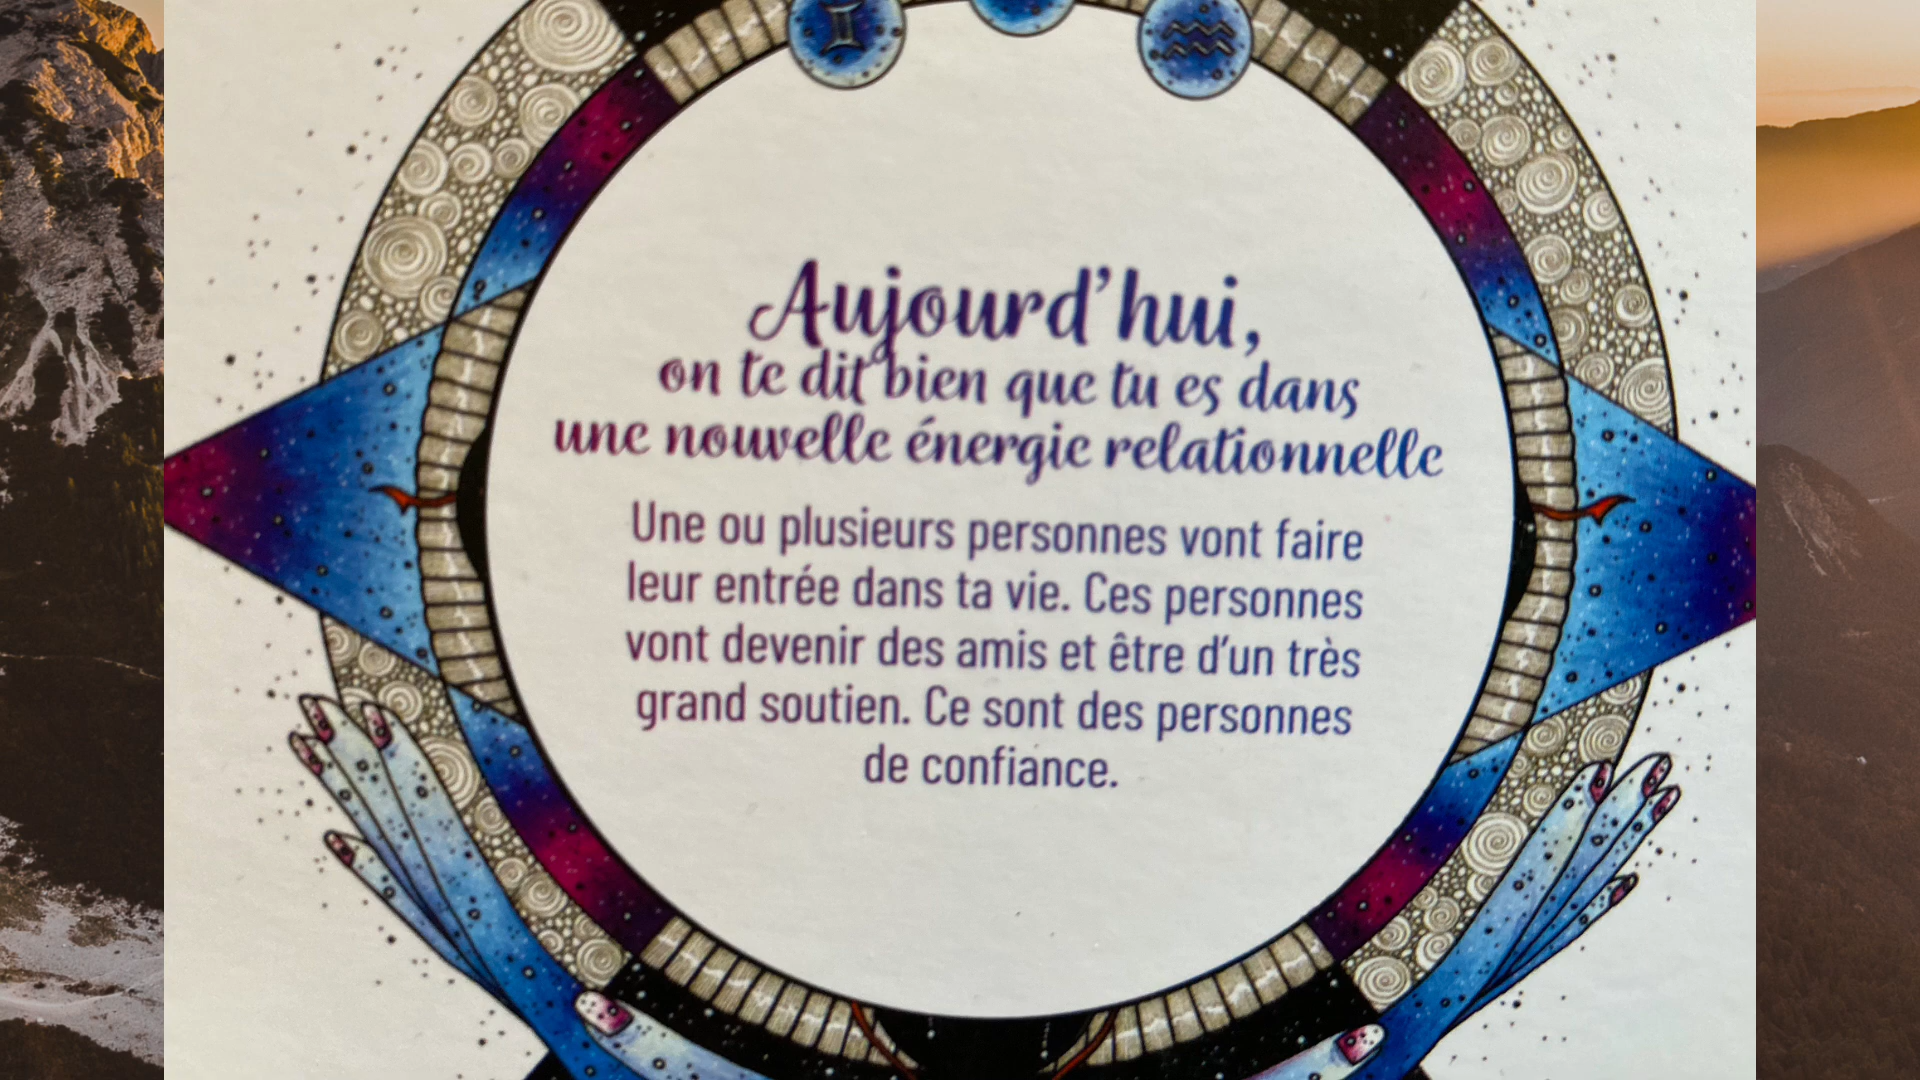 Aujourd'hui,
on te dit bien que tu es dans
une nouvelle énergie relationnelle
Une ou plusieurs personnes vont faire
leur entrée dans ta vie. Ces personnes
vont devenir des amis et être d'un très
grand soutien. Ce sont des personnes
de confiance.